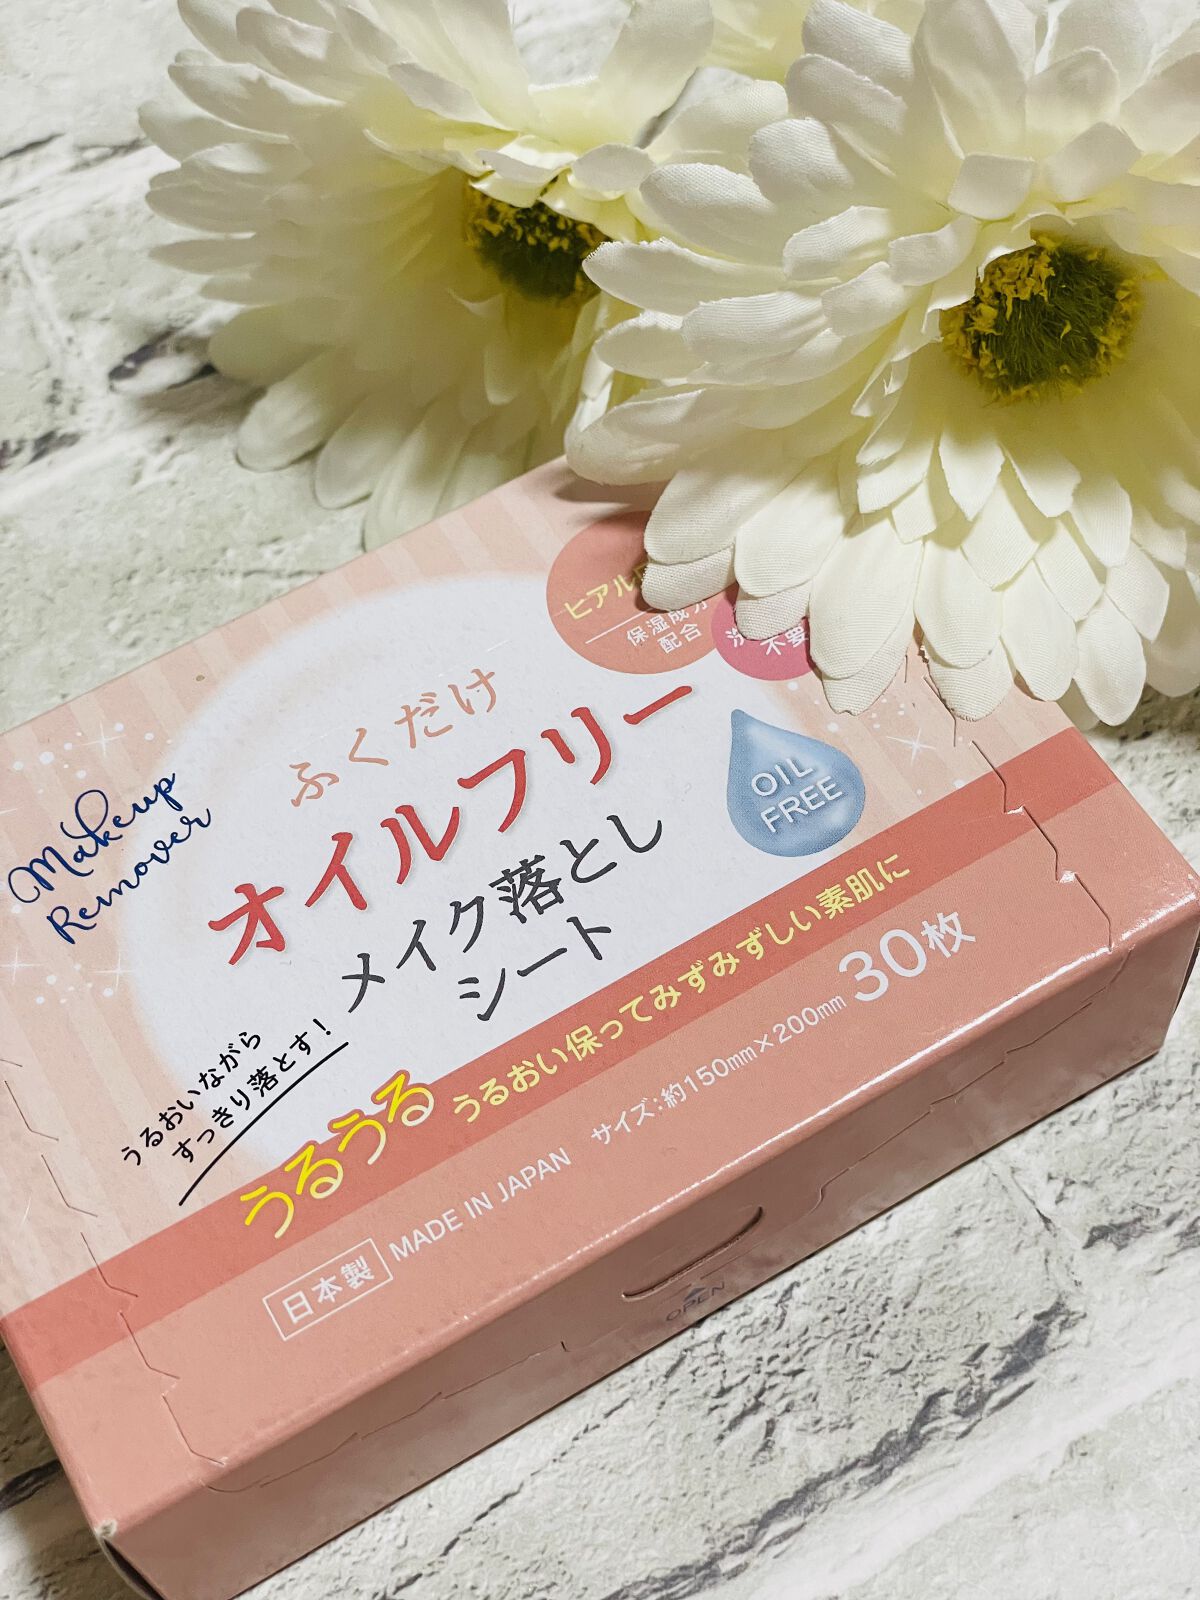 ヒアル
保湿成分
配合
不要
ふくだけ
オイルフリー
メイク落とし
シート
OIL
FREE
Makeup
Remover
うるおいながら
すっきり落とす!
うるうる うるおい保ってみずみずしい素肌に
日本製 MADE IN JAPAN サイズ:約150mm×200mm 30枚
OPEN